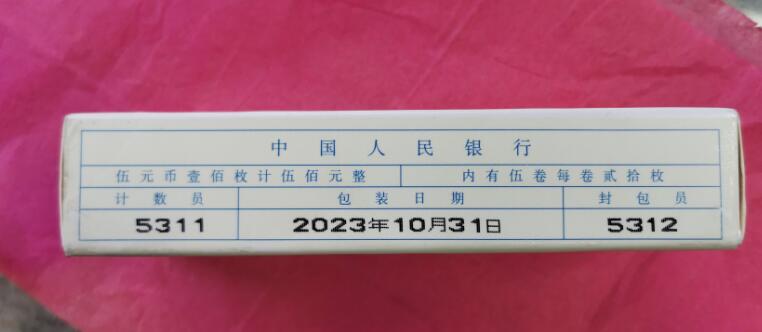 中国人民银行
伍元币壹佰枚计伍佰元整 内有伍卷每卷贰拾枚
计数员 包装日期 封包员
5311 2023年10月31日 5312